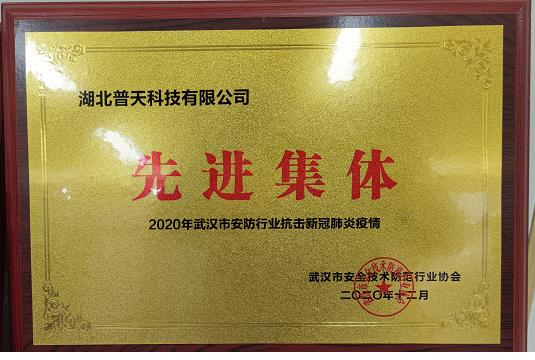 湖北普天科技有限公司
先进集体
2020年武汉市安防行业抗击新冠肺炎疫情
武汉市安全技术防范行业协会
二〇二〇年十二月